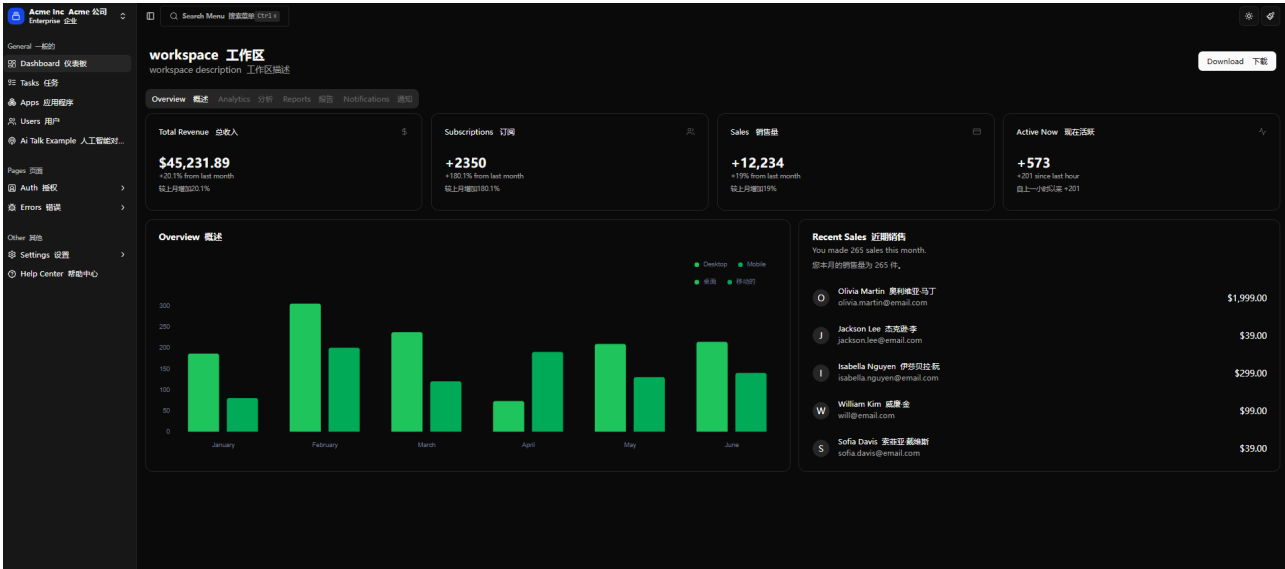 Acme Inc Acme 公司
Enterprise 企业
General 一般的
Dashboard 仪表板
Tasks 任务
Apps 应用程序
Users 用户
Ai Talk Example 人工智能对...
Pages 页面
Auth 授权
Errors 错误
Other 其他
Settings 设置
Help Center 帮助中心
Search Menu 搜索菜单 Ctrl
workspace 工作区
workspace description 工作区描述
Download 下载
Overview 概述 Analytics 分析 Reports 报告 Notifications 通知
Total Revenue 总收入
$45,231.89
+20.1% from last month
较上月增加20.1%
Subscriptions 订阅
+2350
+180.1% from last month
较上月增加180.1%
Sales 销售量
+12,234
+19% from last month
较上月增加19%
Active Now 现在活跃
+573
+201 since last hour
自上一小时以来 +201
Overview 概述
Desktop Mobile
桌面 移动的
300
250
200
150
100
50
0
January February March April May June
Recent Sales 近期销售
You made 265 sales this month.
您本月的销售量为 265 件。
O Olivia Martin 奥利维亚·马丁
olivia.martin@email.com
$1,999.00
J Jackson Lee 杰克逊·李
jackson.lee@email.com
$39.00
I Isabella Nguyen 伊莎贝拉·阮
isabella.nguyen@email.com
$299.00
W William Kim 威廉·金
will@email.com
$99.00
S Sofia Davis 索菲亚·戴维斯
sofia.davis@email.com
$39.00